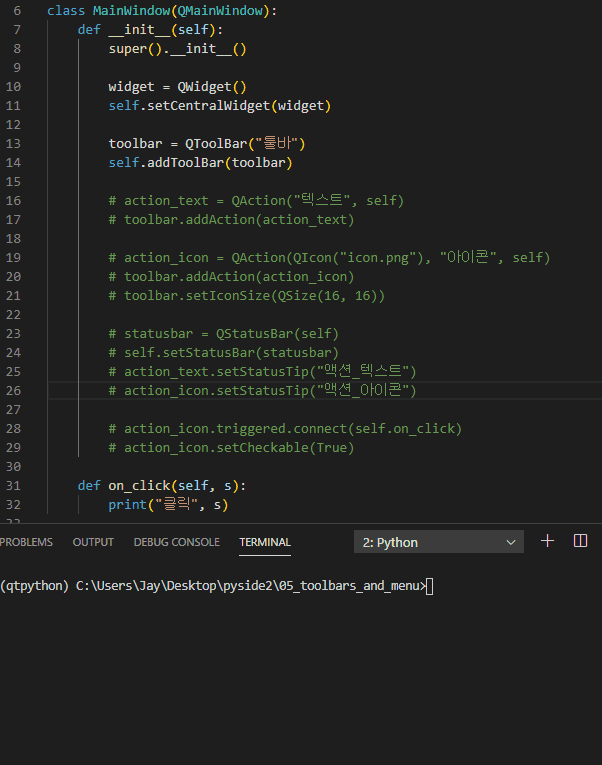 6 class MainWindow(QMainWindow):
7 def __init__(self):
8 super().__init__()
9
10 widget = QWidget()
11 self.setCentralWidget(widget)
12
13 toolbar = QToolBar("툴바")
14 self.addToolBar(toolbar)
15
16 # action_text = QAction("텍스트", self)
17 # toolbar.addAction(action_text)
18
19 # action_icon = QAction(QIcon("icon.png"), "아이콘", self)
20 # toolbar.addAction(action_icon)
21 # toolbar.setIconSize(QSize(16, 16))
22
23 # statusbar = QStatusBar(self)
24 # self.setStatusBar(statusbar)
25 # action_text.setStatusTip("액션_텍스트")
26 # action_icon.setStatusTip("액션_아이콘")
27
28 # action_icon.triggered.connect(self.on_click)
29 # action_icon.setCheckable(True)
30
31 def on_click(self, s):
32 print("클릭", s)
PROBLEMS OUTPUT DEBUG CONSOLE TERMINAL 2: Python
(qtpython) C:\Users\Jay\Desktop\pyside2\05_toolbars_and_menu>